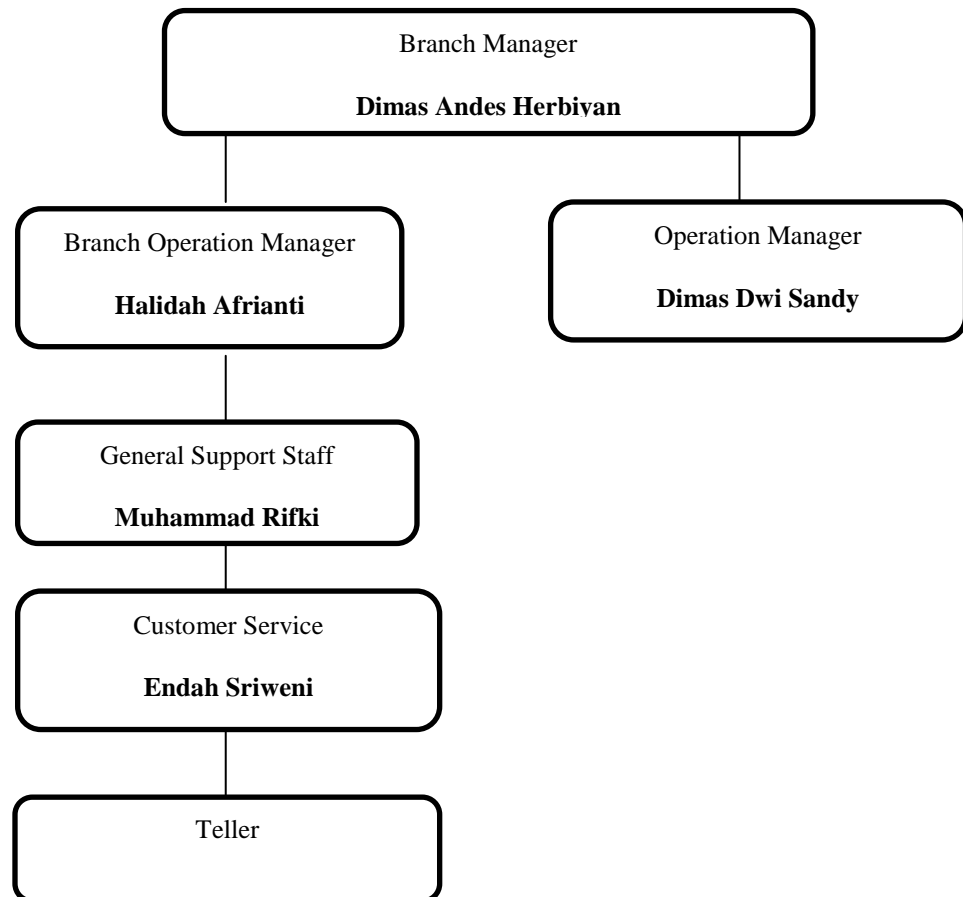 Branch Manager
Dimas Andes Herbiyan
Branch Operation Manager
Halidah Afrianti
Operation Manager
Dimas Dwi Sandy
General Support Staff
Muhammad Rifki
Customer Service
Endah Sriweni
Teller